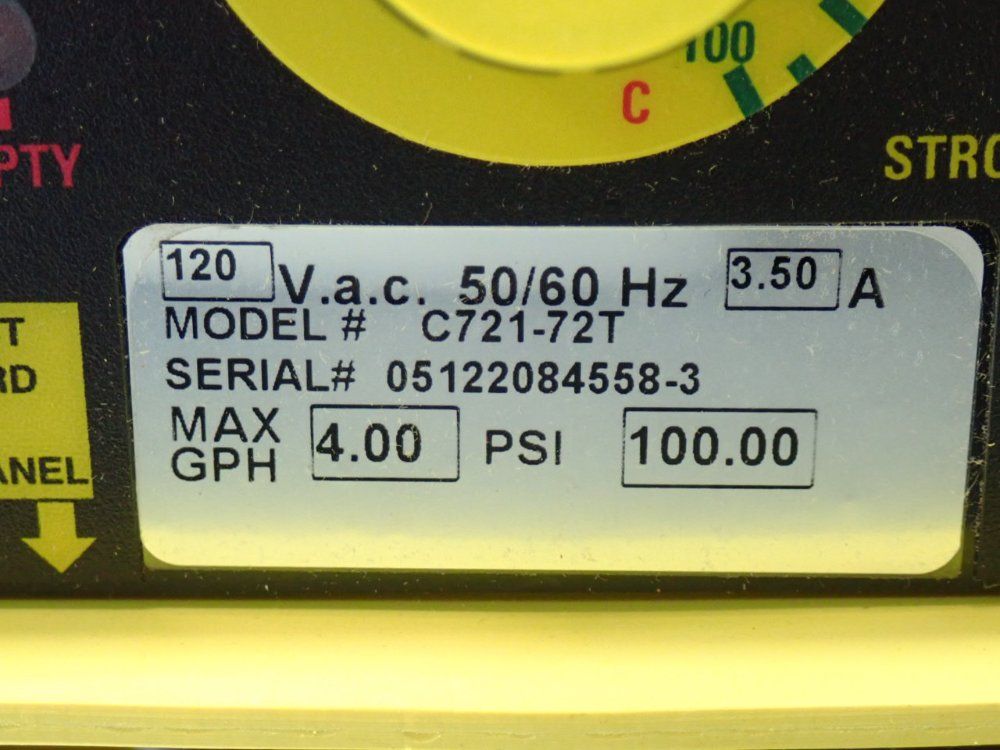 100
C
PTY
STRO
120 V.a.c. 50/60 Hz 3.50 A
MODEL # C721-72T
SERIAL# 05122084558-3
MAX GPH 4.00 PSI 100.00
T
RD
ANEL